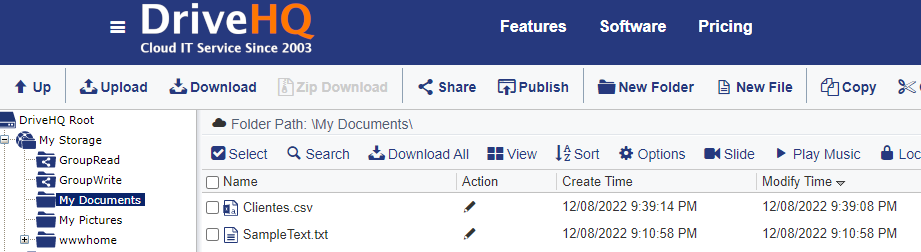 DriveHQ
Cloud IT Service Since 2003
Features Software Pricing
Up Upload Download Zip Download Share Publish New Folder New File Copy
DriveHQ Root
My Storage
GroupRead
GroupWrite
My Documents
My Pictures
wwwhome
Folder Path: \My Documents\
Select Search Download All View Sort Options Slide Play Music Loc
Name Action Create Time Modify Time
Clientes.csv 12/08/2022 9:39:14 PM 12/08/2022 9:39:08 PM
SampleText.txt 12/08/2022 9:10:58 PM 12/08/2022 9:10:58 PM